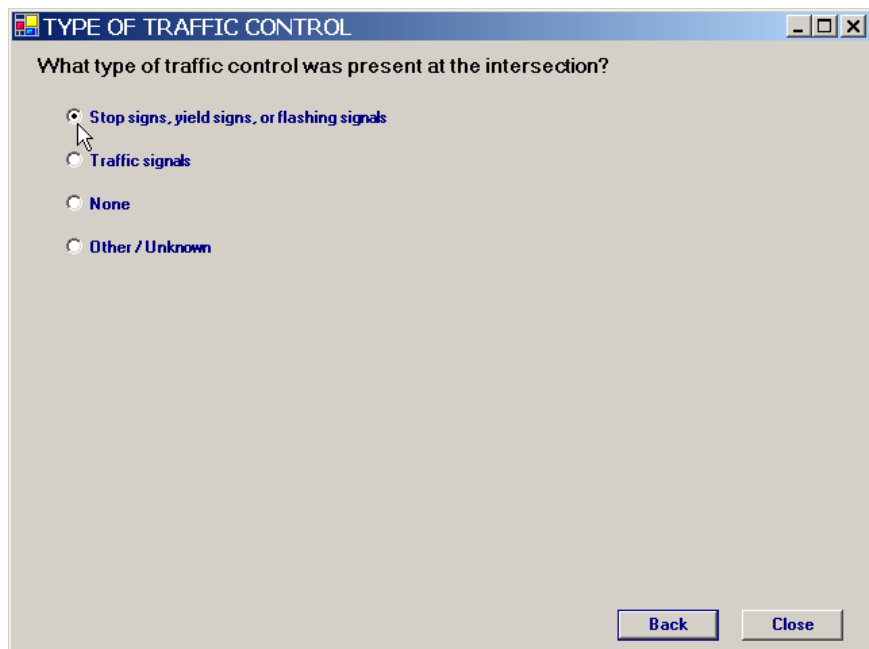 TYPE OF TRAFFIC CONTROL
What type of traffic control was present at the intersection?
Stop signs, yield signs, or flashing signals
Traffic signals
None
Other / Unknown
Back Close